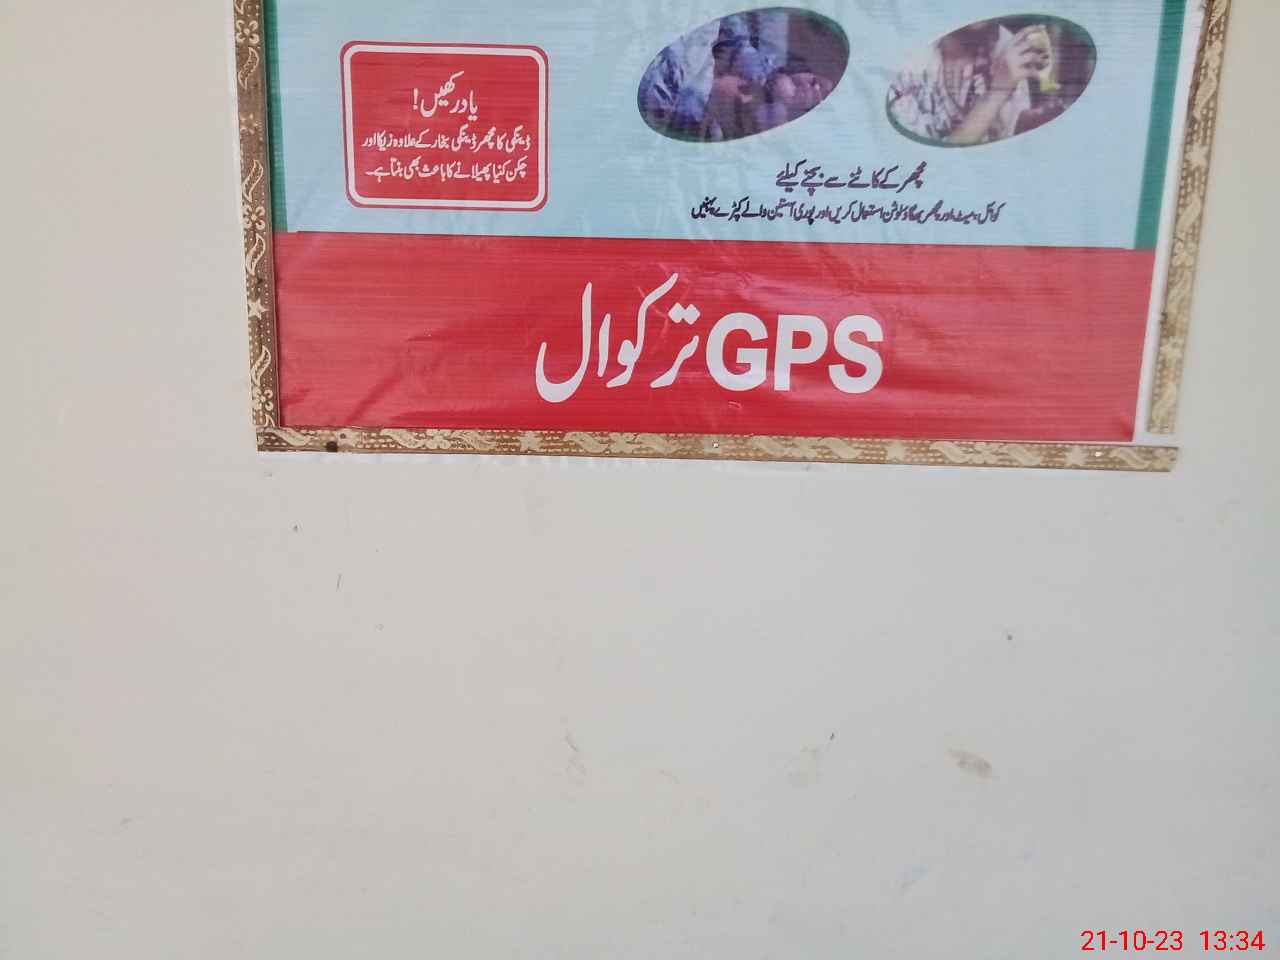 یاد رکھیں!
ڈینگی کا مچھر ڈینگی بخار کے علاوہ زیکا اور
چکن گنیا پھیلانے کا باعث بھی بنتا ہے۔
مچھر کے کاٹنے سے بچنے کیلئے
کوائل، میٹ اور مچھر بھگاؤ لوشن استعمال کریں اور پوری آستین والے کپڑے پہنیں
GPS ترکوال
21-10-23 13:34